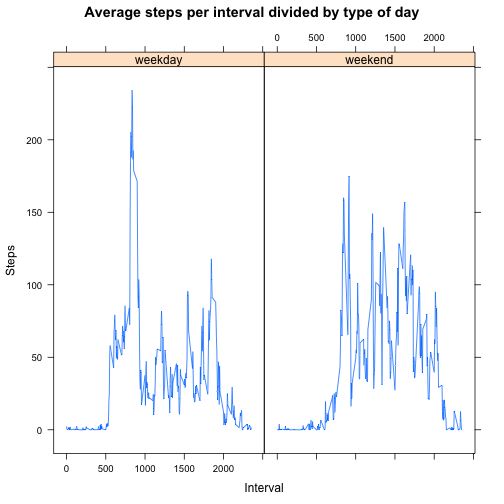 Average steps per interval divided by type of day
0 500 1000 2000
weekday weekend
200
150
100
50
0
Steps
0 500 1000 2000
Interval